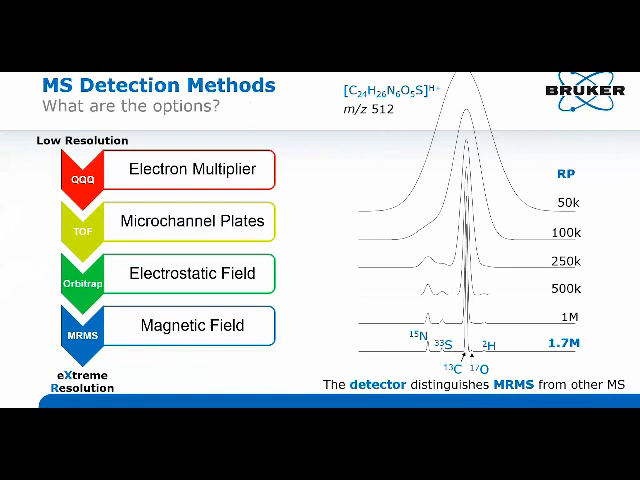 MS Detection Methods
What are the options?
Low Resolution
QQQ
Electron Multiplier
TOF
Microchannel Plates
Orbitrap
Electrostatic Field
MRMS
Magnetic Field
eXtreme
Resolution
[C24H26N6O5S]H+
m/z 512
BRUKER
RP
50k
100k
250k
500k
1M
1.7M
15N
33S
2H
13C
17O
The detector distinguishes MRMS from other MS